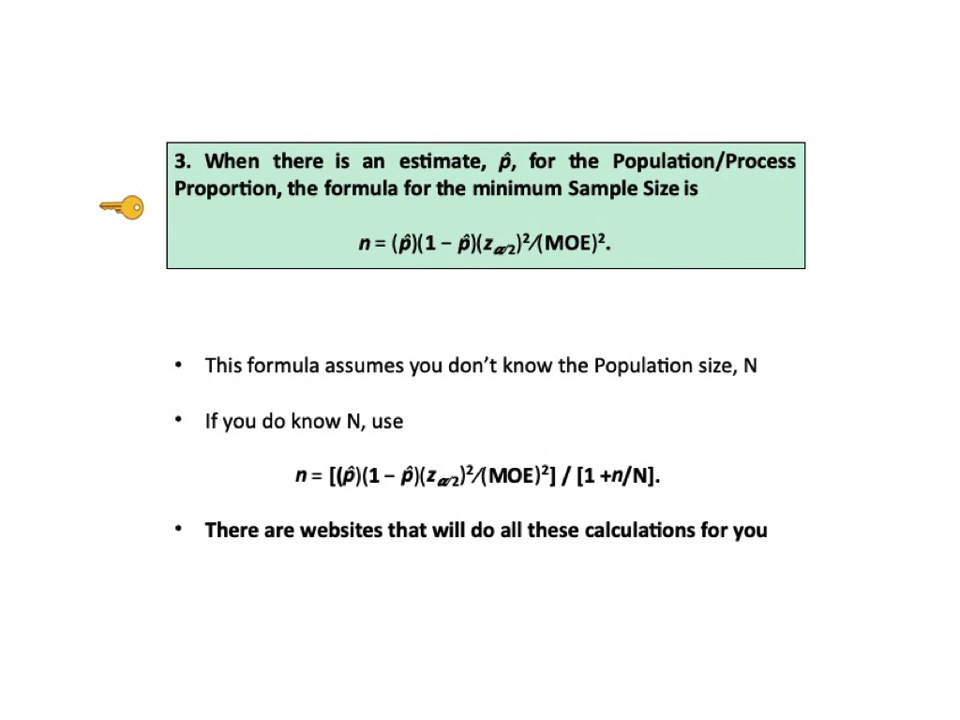 3. When there is an estimate, p̂, for the Population/Process
Proportion, the formula for the minimum Sample Size is
n = (p̂)(1 – p̂)(zα/2)²/(MOE)².
• This formula assumes you don’t know the Population size, N
• If you do know N, use
n = [(p̂)(1 – p̂)(zα/2)²/(MOE)²] / [1 +n/N].
• There are websites that will do all these calculations for you